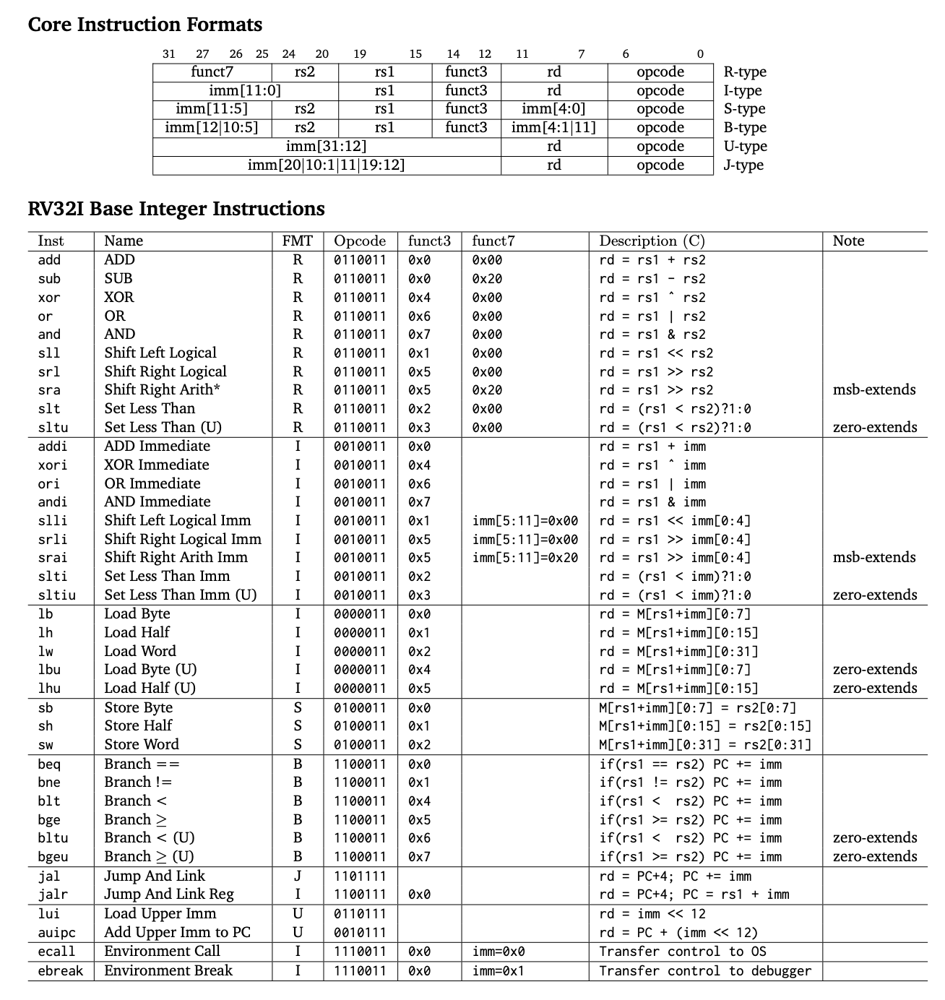 Core Instruction Formats
31 27 26 25 24 20 19 15 14 12 11 7 6 0
funct7 rs2 rs1 funct3 rd opcode R-type
imm[11:0] rs1 funct3 rd opcode I-type
imm[11:5] rs2 rs1 funct3 imm[4:0] opcode S-type
imm[12|10:5] rs2 rs1 funct3 imm[4:1|11] opcode B-type
imm[31:12] rd opcode U-type
imm[20|10:1|11|19:12] rd opcode J-type
RV32I Base Integer Instructions
Inst Name FMT Opcode funct3 funct7 Description (C) Note
add ADD R 0110011 0x0 0x00 rd = rs1 + rs2
sub SUB R 0110011 0x0 0x20 rd = rs1 - rs2
xor XOR R 0110011 0x4 0x00 rd = rs1 ^ rs2
or OR R 0110011 0x6 0x00 rd = rs1 | rs2
and AND R 0110011 0x7 0x00 rd = rs1 & rs2
sll Shift Left Logical R 0110011 0x1 0x00 rd = rs1 << rs2
srl Shift Right Logical R 0110011 0x5 0x00 rd = rs1 >> rs2
sra Shift Right Arith* R 0110011 0x5 0x20 rd = rs1 >> rs2 msb-extends
slt Set Less Than R 0110011 0x2 0x00 rd = (rs1 < rs2)?1:0
sltu Set Less Than (U) R 0110011 0x3 0x00 rd = (rs1 < rs2)?1:0 zero-extends
addi ADD Immediate I 0010011 0x0 rd = rs1 + imm
xori XOR Immediate I 0010011 0x4 rd = rs1 ^ imm
ori OR Immediate I 0010011 0x6 rd = rs1 | imm
andi AND Immediate I 0010011 0x7 rd = rs1 & imm
slli Shift Left Logical Imm I 0010011 0x1 imm[5:11]=0x00 rd = rs1 << imm[0:4]
srli Shift Right Logical Imm I 0010011 0x5 imm[5:11]=0x00 rd = rs1 >> imm[0:4]
srai Shift Right Arith Imm I 0010011 0x5 imm[5:11]=0x20 rd = rs1 >> imm[0:4] msb-extends
slti Set Less Than Imm I 0010011 0x2 rd = (rs1 < imm)?1:0
sltiu Set Less Than Imm (U) I 0010011 0x3 rd = (rs1 < imm)?1:0 zero-extends
lb Load Byte I 0000011 0x0 rd = M[rs1+imm][0:7]
lh Load Half I 0000011 0x1 rd = M[rs1+imm][0:15]
lw Load Word I 0000011 0x2 rd = M[rs1+imm][0:31]
lbu Load Byte (U) I 0000011 0x4 rd = M[rs1+imm][0:7] zero-extends
lhu Load Half (U) I 0000011 0x5 rd = M[rs1+imm][0:15] zero-extends
sb Store Byte S 0100011 0x0 M[rs1+imm][0:7] = rs2[0:7]
sh Store Half S 0100011 0x1 M[rs1+imm][0:15] = rs2[0:15]
sw Store Word S 0100011 0x2 M[rs1+imm][0:31] = rs2[0:31]
beq Branch == B 1100011 0x0 if(rs1 == rs2) PC += imm
bne Branch != B 1100011 0x1 if(rs1 != rs2) PC += imm
blt Branch < B 1100011 0x4 if(rs1 < rs2) PC += imm
bge Branch ≥ B 1100011 0x5 if(rs1 >= rs2) PC += imm
bltu Branch < (U) B 1100011 0x6 if(rs1 < rs2) PC += imm zero-extends
bgeu Branch ≥ (U) B 1100011 0x7 if(rs1 >= rs2) PC += imm zero-extends
jal Jump And Link J 1101111 rd = PC+4; PC += imm
jalr Jump And Link Reg I 1100111 0x0 rd = PC+4; PC = rs1 + imm
lui Load Upper Imm U 0110111 rd = imm << 12
auipc Add Upper Imm to PC U 0010111 rd = PC + (imm << 12)
ecall Environment Call I 1110011 0x0 imm=0x0 Transfer control to OS
ebreak Environment Break I 1110011 0x0 imm=0x1 Transfer control to debugger